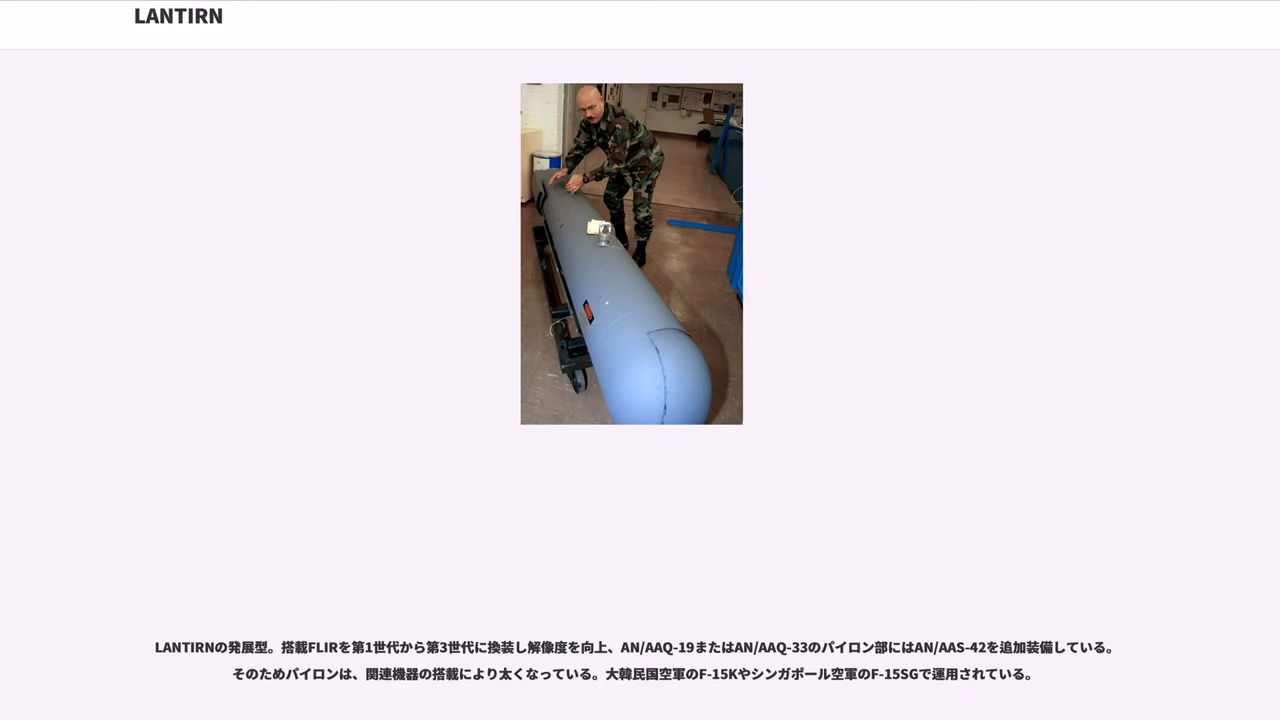 LANTIRN
LANTIRNの発展型。搭載FLIRを第1世代から第3世代に換装し解像度を向上、AN/AAQ-19またはAN/AAQ-33のパイロン部にはAN/AAS-42を追加装備している。
そのためパイロンは、関連機器の搭載により太くなっている。大韓民国空軍のF-15Kやシンガポール空軍のF-15SGで運用されている。